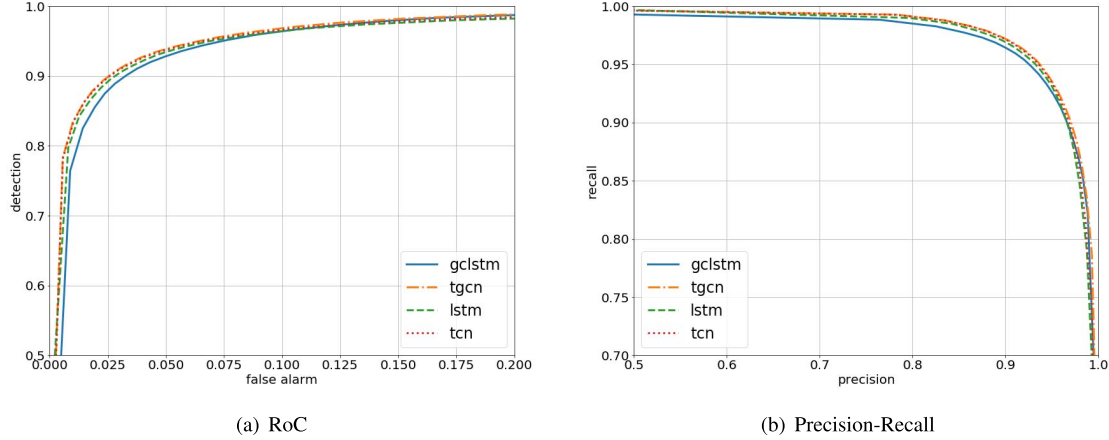 1.0
0.9
0.8
0.7
0.6
0.5
detection
0.000 0.025 0.050 0.075 0.100 0.125 0.150 0.175 0.200
false alarm
gclstm
tgcn
lstm
tcn
(a) RoC
1.00
0.95
0.90
0.85
0.80
0.75
0.70
recall
0.5 0.6 0.7 0.8 0.9 1.0
precision
gclstm
tgcn
lstm
tcn
(b) Precision-Recall